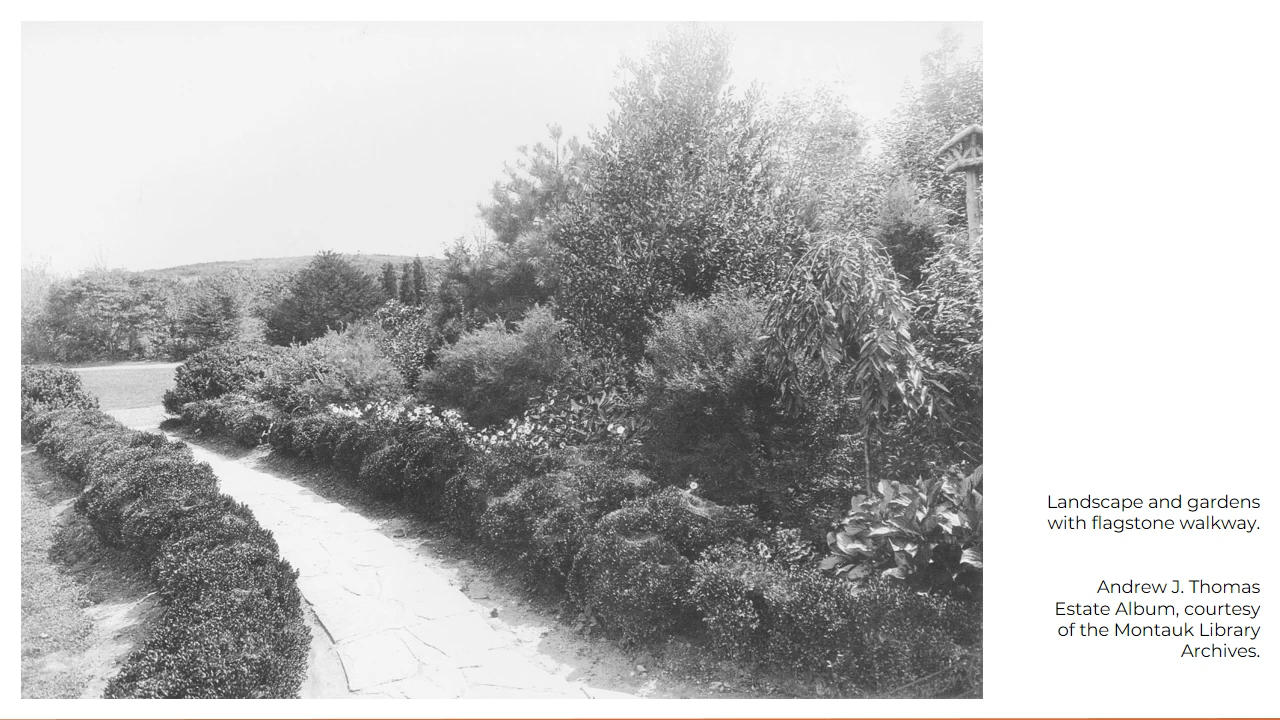 Landscape and gardens
with flagstone walkway.
Andrew J. Thomas
Estate Album, courtesy
of the Montauk Library
Archives.